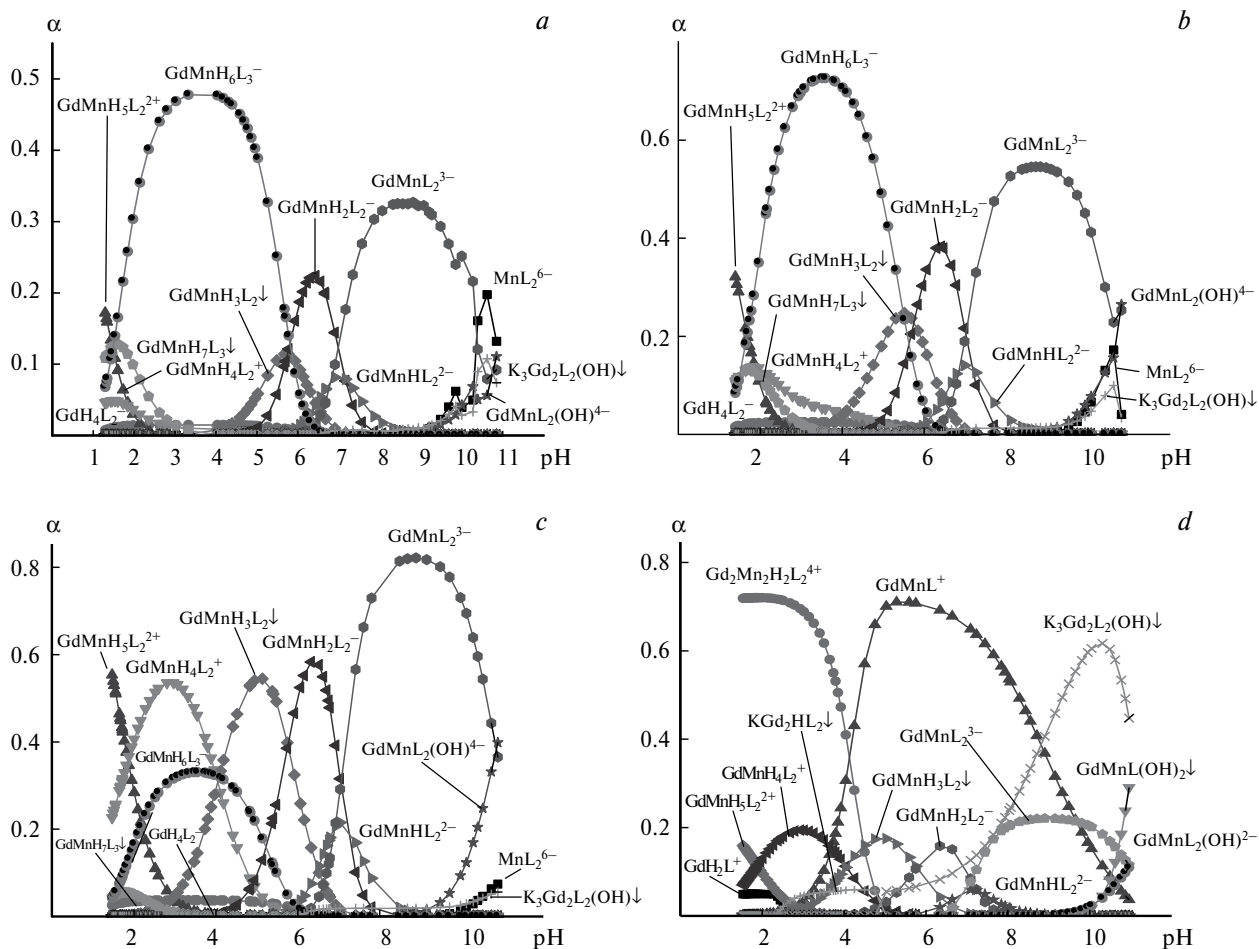 α
a
0.5
0.4
0.3
0.2
0.1
GdMnH₆L₃⁻
GdMnH₅L₂²⁺
GdMnL₂³⁻
GdMnH₂L₂⁻
GdMnH₃L₂↓
MnL₂⁶⁻
GdMnH₇L₃↓
GdMnH₄L₂⁺
GdMnHL₂²⁻
K₃Gd₂L₂(OH)↓
GdH₄L₂⁻
GdMnL₂(OH)⁴⁻
1 2 3 4 5 6 7 8 9 10 11 pH
α
b
0.6
0.4
0.2
GdMnH₆L₃⁻
GdMnH₅L₂²⁺
GdMnL₂³⁻
GdMnH₂L₂⁻
GdMnH₃L₂↓
GdMnH₇L₃↓
GdMnL₂(OH)⁴⁻
GdMnH₄L₂⁺
GdMnHL₂²⁻
MnL₂⁶⁻
K₃Gd₂L₂(OH)↓
GdH₄L₂⁻
2 4 6 8 10 pH
α
c
0.8
0.6
0.4
0.2
GdMnL₂³⁻
GdMnH₃L₂↓
GdMnH₅L₂²⁺
GdMnH₂L₂⁻
GdMnH₄L₂⁺
GdMnH₆L₃⁻
GdMnL₂(OH)⁴⁻
GdMnH₇L₃↓
GdH₄L₂⁻
GdMnHL₂²⁻
MnL₂⁶⁻
K₃Gd₂L₂(OH)↓
2 4 6 8 10 pH
α
d
0.8
0.6
0.4
0.2
Gd₂Mn₂H₂L₂⁴⁺
GdMnL⁺
K₃Gd₂L₂(OH)↓
KGd₂HL₂↓
GdMnL₂³⁻
GdMnH₄L₂⁺
GdMnH₃L₂↓
GdMnL(OH)₂↓
GdMnH₅L₂²⁺
GdMnH₂L₂⁻
GdMnL₂(OH)²⁻
GdH₂L⁺
GdMnHL₂²⁻
2 4 6 8 10 pH